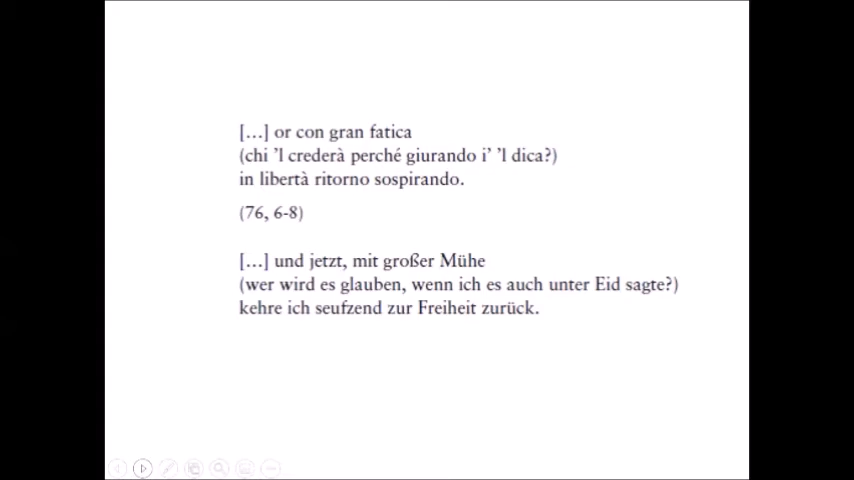 […] or con gran fatica
(chi ’l crederà perché giurando i’ ’l dica?)
in libertà ritorno sospirando.
(76, 6-8)
[…] und jetzt, mit großer Mühe
(wer wird es glauben, wenn ich es auch unter Eid sagte?)
kehre ich seufzend zur Freiheit zurück.